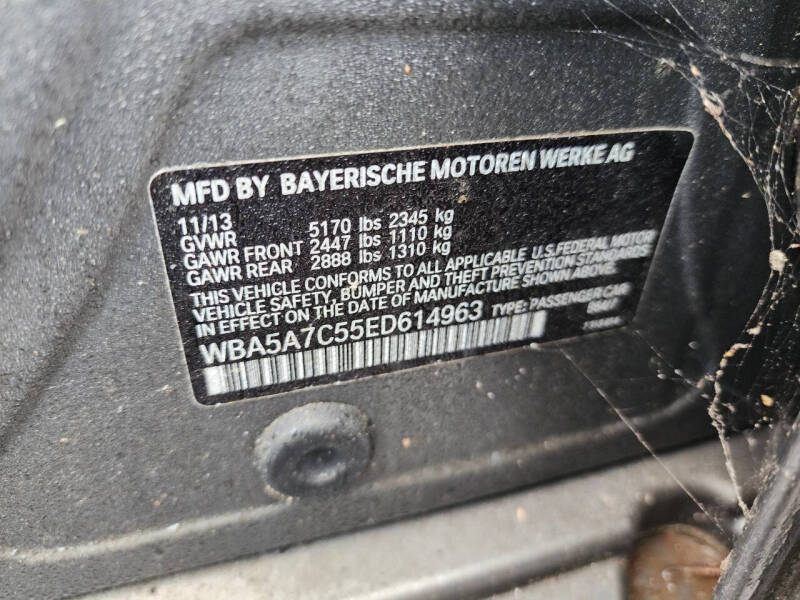 MFD BY BAYERISCHE MOTOREN WERKE AG
11/13
GVWR 5170 lbs 2345 kg
GAWR FRONT 2447 lbs 1110 kg
GAWR REAR 2888 lbs 1310 kg
THIS VEHICLE CONFORMS TO ALL APPLICABLE U.S. FEDERAL MOTOR
VEHICLE SAFETY, BUMPER AND THEFT PREVENTION STANDARDS
IN EFFECT ON THE DATE OF MANUFACTURE SHOWN ABOVE.
WBA5A7C55ED614963 TYPE: PASSENGER CAR